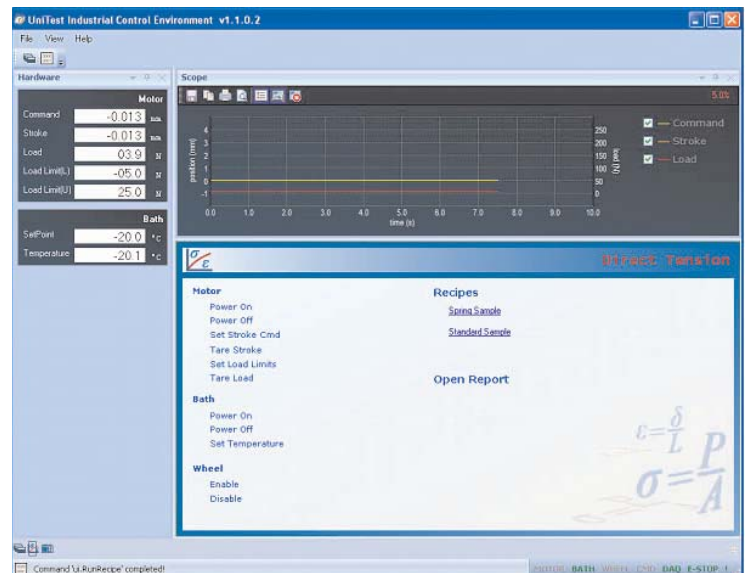 UniTest Industrial Control Environment v1.1.0.2
File View Help
Hardware
Motor
Command -0.013 mm
Stroke -0.013 mm
Load 03.9 N
Load Limit(L) -05.0 N
Load Limit(U) 25.0 N
Bath
SetPoint -20.0 °C
Temperature -20.1 °C
Scope
5.0%
position (mm)
4
3
2
1
0
-1
0.0 1.0 2.0 3.0 4.0 5.0 6.0 7.0 8.0 9.0 10.0
time (s)
250
200
150
100
50
0
load (N)
Command
Stroke
Load
σ
ε
Direct Tension
Motor
Power On
Power Off
Set Stroke Cmd
Tare Stroke
Set Load Limits
Tare Load
Bath
Power On
Power Off
Set Temperature
Wheel
Enable
Disable
Recipes
Spring Sample
Standard Sample
Open Report
ε=δ/L
σ=P/A
Command 'ui.RunRecipe' completed!
MOTOR BATH WHEEL CMD DAQ E-STOP !